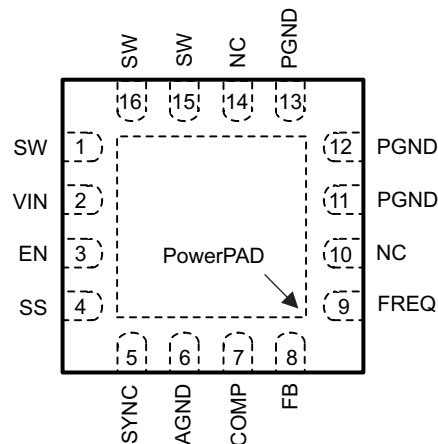 SW
SW
NC
PGND
16
15
14
13
SW 1
12 PGND
VIN 2
11 PGND
EN 3
PowerPAD
10 NC
SS 4
9 FREQ
5
6
7
8
SYNC
AGND
COMP
FB